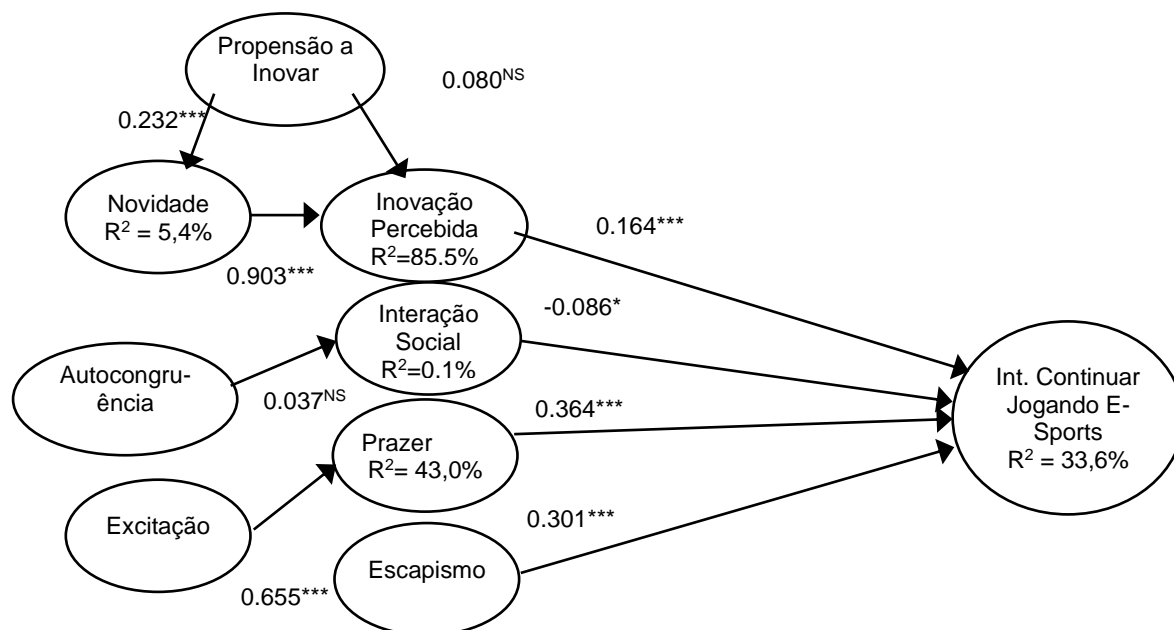 Propensão a
Inovar
0.080ᴺˢ
0.232***
Novidade
R² = 5,4%
Inovação
Percebida
R²=85.5%
0.164***
0.903***
Interação
Social
R²=0.1%
-0.086*
Autocongru-
ência
0.037ᴺˢ
0.364***
Prazer
R²= 43,0%
Int. Continuar
Jogando E-
Sports
R² = 33,6%
Excitação
0.301***
Escapismo
0.655***